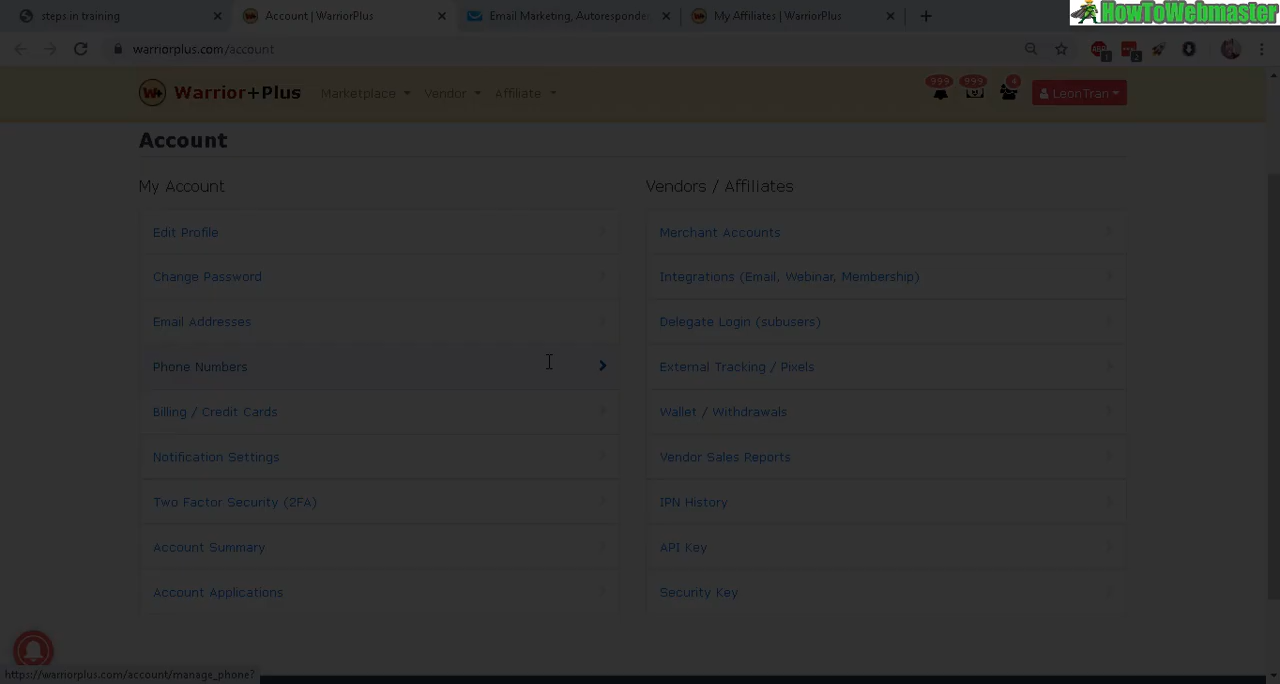 steps in training
Account | WarriorPlus
Email Marketing, Autoresponde
My Affiliates | WarriorPlus
HowToWebmaster
warriorplus.com/account
Warrior+Plus
Marketplace
Vendor
Affiliate
999
999
4
LeonTran
Account
My Account
Edit Profile
Change Password
Email Addresses
Phone Numbers
Billing / Credit Cards
Notification Settings
Two Factor Security (2FA)
Account Summary
Account Applications
Vendors / Affiliates
Merchant Accounts
Integrations (Email, Webinar, Membership)
Delegate Login (subusers)
External Tracking / Pixels
Wallet / Withdrawals
Vendor Sales Reports
IPN History
API Key
Security Key
https://warriorplus.com/account/manage_phone?